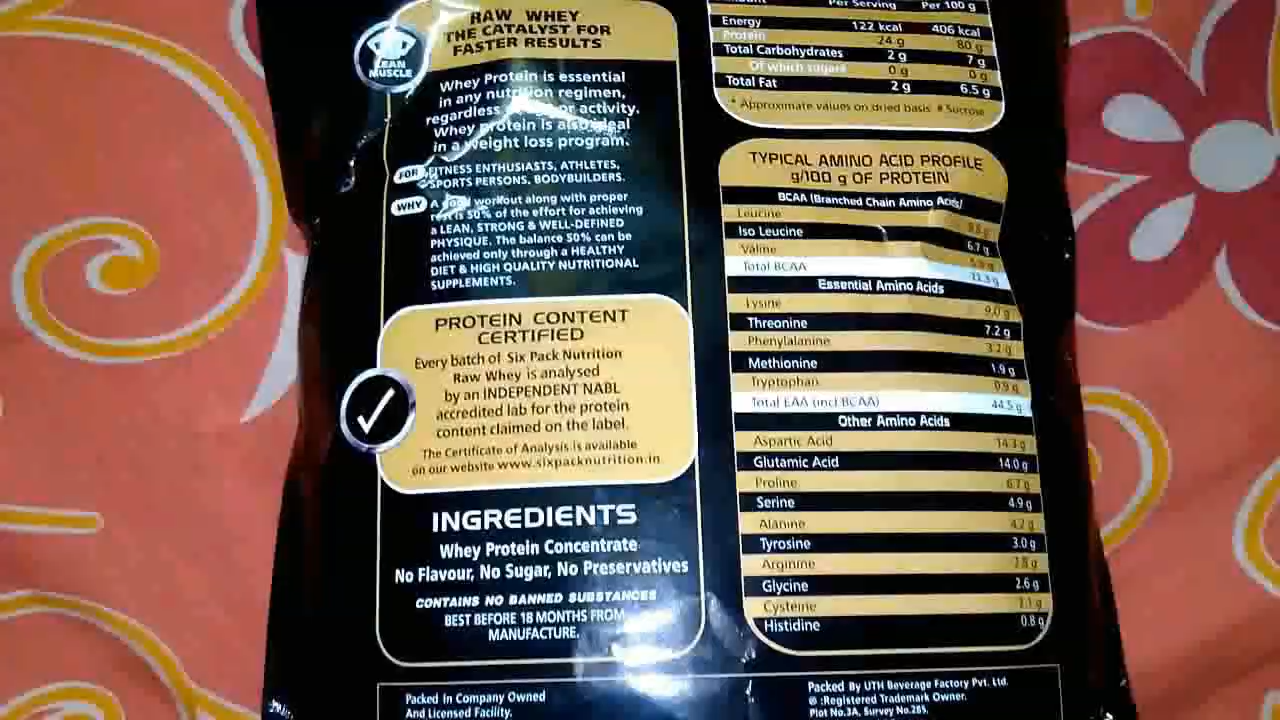 RAW WHEY
THE CATALYST FOR
FASTER RESULTS
LEAN
MUSCLE
Whey Protein is essential
in any nutrition regimen,
regardless or activity.
Whey protein is also ideal
in a weight loss program.
FOR
FITNESS ENTHUSIASTS, ATHLETES,
SPORTS PERSONS, BODYBUILDERS.
WHY
A good workout along with proper
rest is 50% of the effort for achieving
a LEAN, STRONG & WELL-DEFINED
PHYSIQUE. The balance 50% can be
achieved only through a HEALTHY
DIET & HIGH QUALITY NUTRITIONAL
SUPPLEMENTS.
PROTEIN CONTENT
CERTIFIED
Every batch of Six Pack Nutrition
Raw Whey is analysed
by an INDEPENDENT NABL
accredited lab for the protein
content claimed on the label.
The Certificate of Analysis is available
on our website www.sixpacknutrition.in
INGREDIENTS
Whey Protein Concentrate
No Flavour, No Sugar, No Preservatives
CONTAINS NO BANNED SUBSTANCES
BEST BEFORE 18 MONTHS FROM
MANUFACTURE.
Packed In Company Owned
And Licensed Facility.
Per Serving Per 100 g
Energy 122 kcal 406 kcal
Protein 24 g 80 g
Total Carbohydrates 2 g 7 g
Of which sugars 0 g 0 g
Total Fat 2 g 6.5 g
* Approximate values on dried basis # Sucrose
TYPICAL AMINO ACID PROFILE
g/100 g OF PROTEIN
BCAA (Branched Chain Amino Acids)
Leucine
Iso Leucine 6.7 g
Valine
Total BCAA
Essential Amino Acids
Lysine 9.0 g
Threonine 7.2 g
Phenylalanine 3.2 g
Methionine 1.9 g
Tryptophan 0.9 g
Total EAA (incl BCAA) 44.5 g
Other Amino Acids
Aspartic Acid 14.3 g
Glutamic Acid 14.0 g
Proline 6.7 g
Serine 4.9 g
Alanine 4.2 g
Tyrosine 3.0 g
Arginine 2.8 g
Glycine 2.6 g
Cysteine 2.1 g
Histidine 0.8 g
Packed By UTH Beverage Factory Pvt. Ltd.
® :Registered Trademark Owner.
Plot No.3A, Survey No.285,